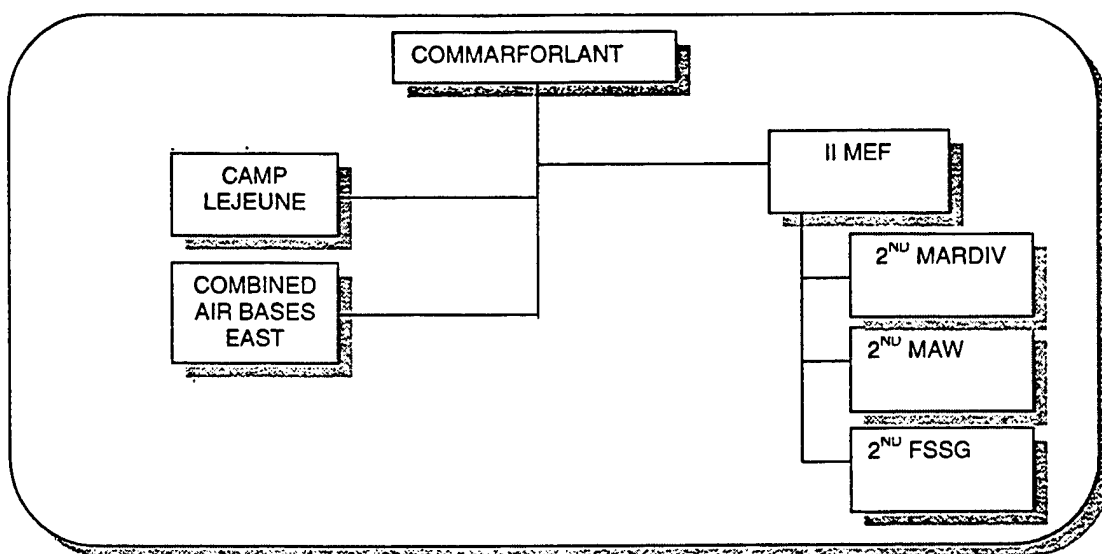 COMMARFORLANT
CAMP
LEJEUNE
COMBINED
AIR BASES
EAST
II MEF
2ND MARDIV
2ND MAW
2ND FSSG